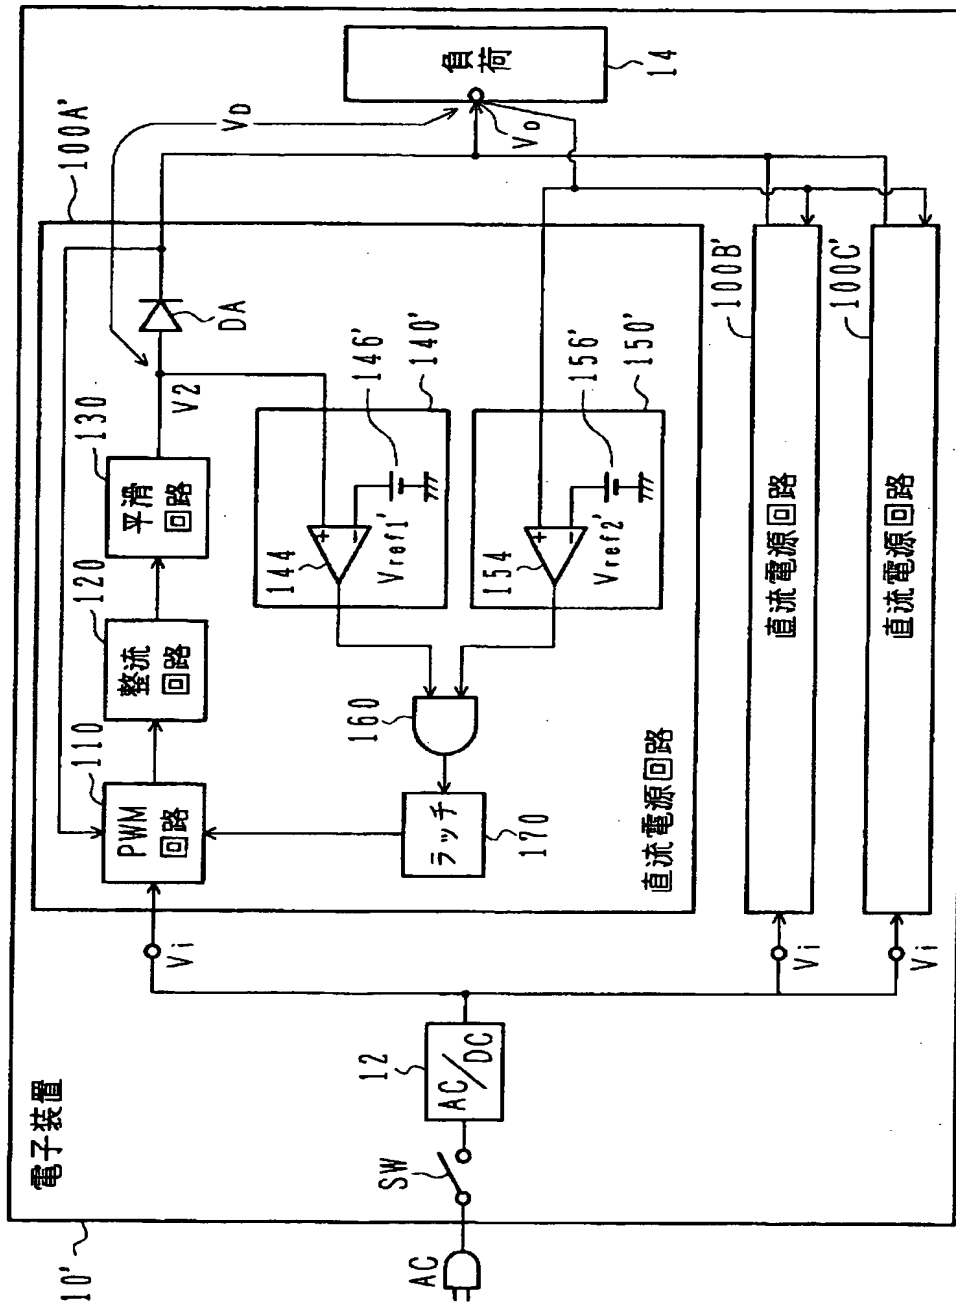 10'
電子装置
AC
SW
12
AC/DC
Vi
Vi
Vi
100A'
直流電源回路
110
PWM
回路
120
整流
回路
130
平滑
回路
V2
DA
VD
144
Vref1'
146'
140'
154
Vref2'
156'
150'
160
170
ラッチ
100B'
直流電源回路
100C'
直流電源回路
Vo
負荷
14